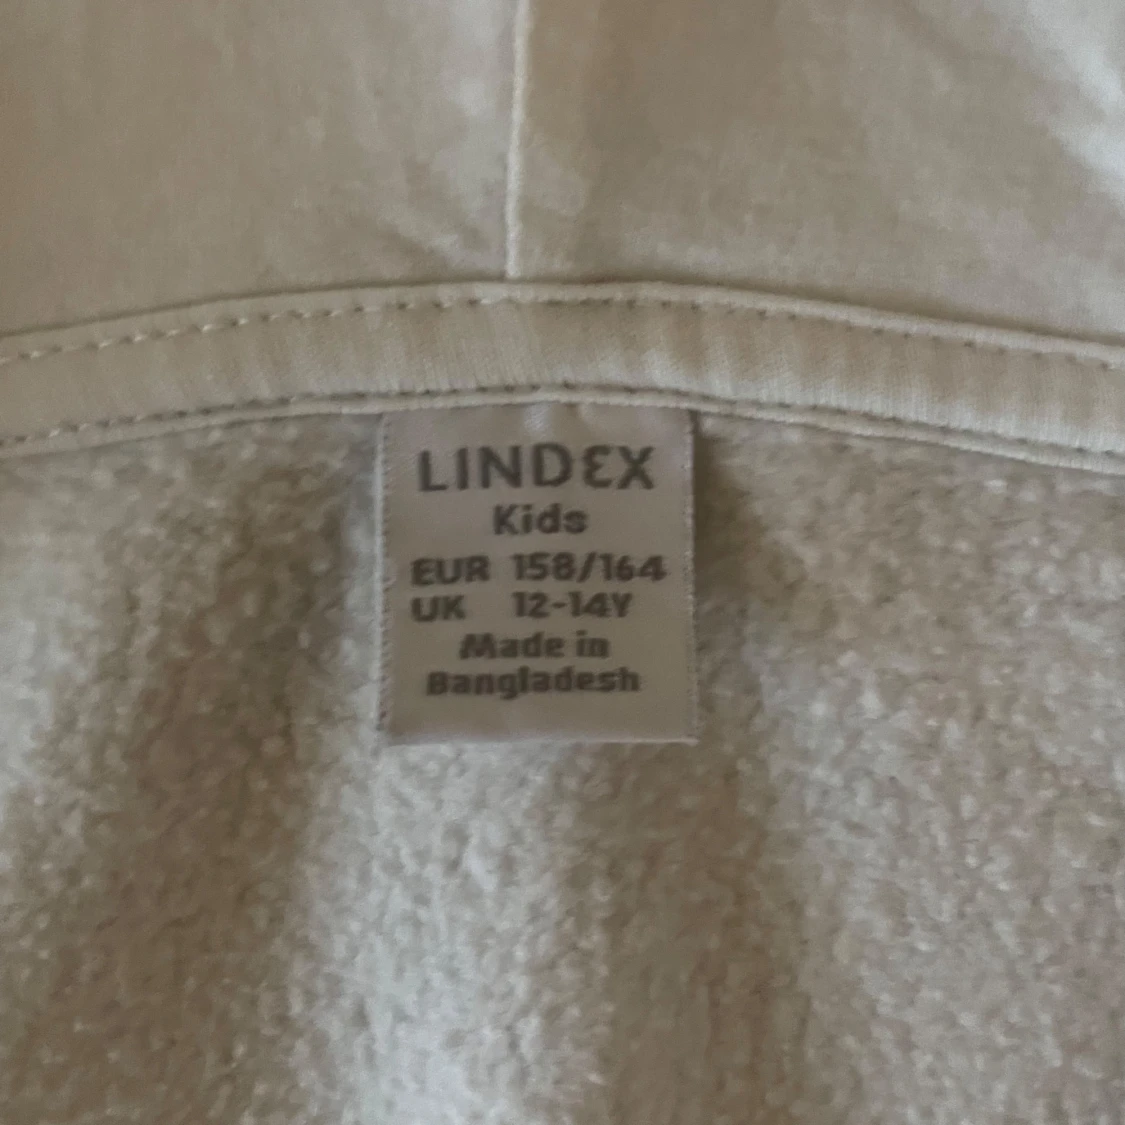 LINDEX
Kids
EUR 158/164
UK 12-14Y
Made in
Bangladesh